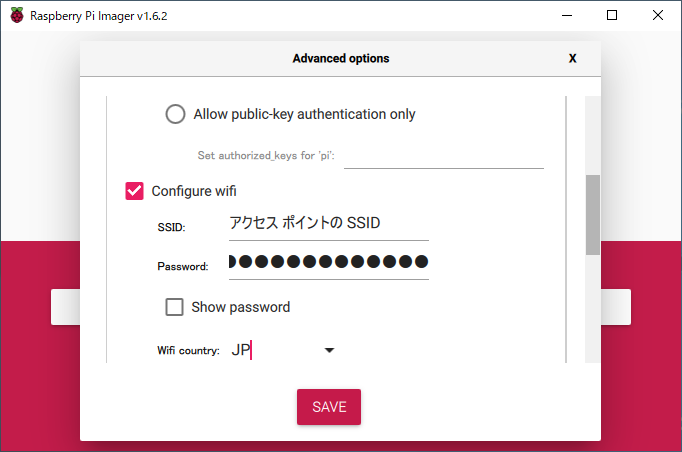 Raspberry Pi Imager v1.6.2
Advanced options
X
Allow public-key authentication only
Set authorized_keys for 'pi':
Configure wifi
SSID: アクセス ポイントの SSID
Password: ●●●●●●●●●●●●●
Show password
Wifi country: JP
SAVE